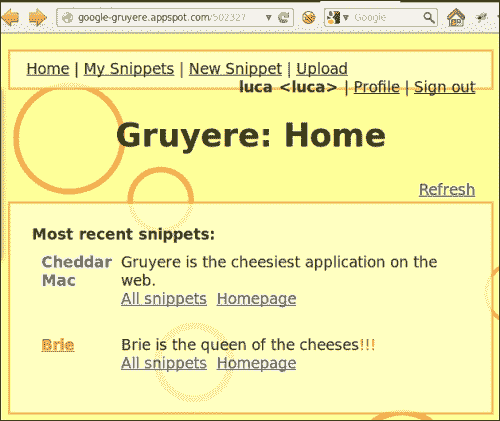 google-gruyere.appspot.com/502327
Google
Home | My Snippets | New Snippet | Upload
luca <luca> | Profile | Sign out
Gruyere: Home
Refresh
Most recent snippets:
Cheddar Gruyere is the cheesiest application on the
Mac web.
All snippets Homepage
Brie Brie is the queen of the cheeses!!!
All snippets Homepage